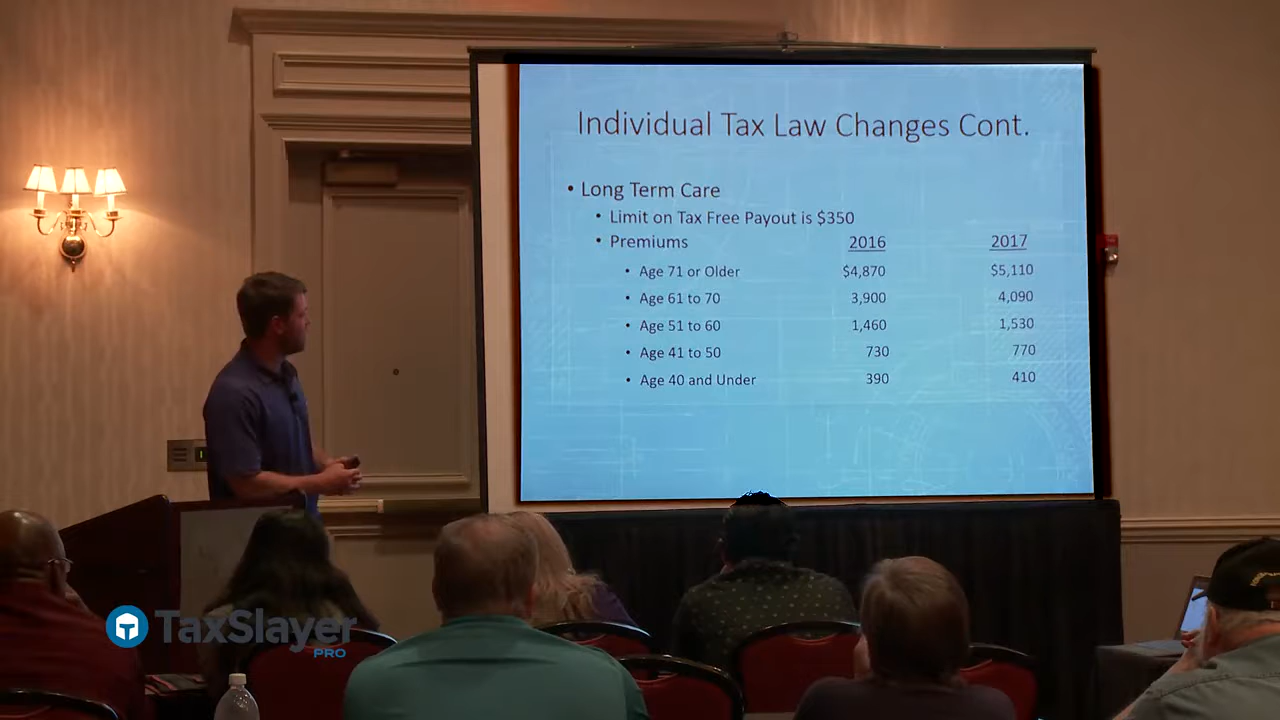 Individual Tax Law Changes Cont.
• Long Term Care
• Limit on Tax Free Payout is $350
• Premiums 2016 2017
• Age 71 or Older $4,870 $5,110
• Age 61 to 70 3,900 4,090
• Age 51 to 60 1,460 1,530
• Age 41 to 50 730 770
• Age 40 and Under 390 410
TaxSlayer
PRO